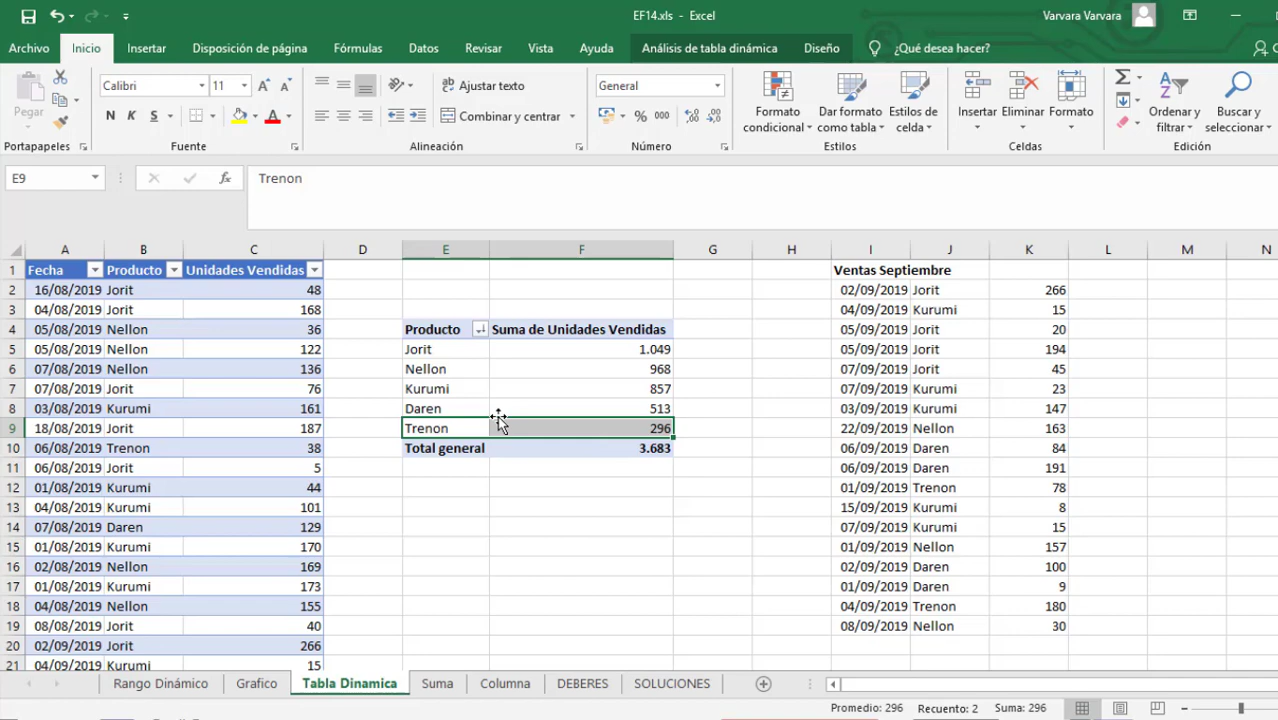 EF14.xls - Excel
Varvara Varvara
Archivo Inicio Insertar Disposición de página Fórmulas Datos Revisar Vista Ayuda Análisis de tabla dinámica Diseño ¿Qué desea hacer?
Pegar
Calibri 11
N K S
Ajustar texto
Combinar y centrar
General
% 000
Formato condicional
Dar formato como tabla
Estilos de celda
Insertar Eliminar Formato
Ordenar y filtrar
Buscar y seleccionar
Portapapeles Fuente Alineación Número Estilos Celdas Edición
E9 fx Trenon
A B C D E F G H I J K L M N
1 Fecha Producto Unidades Vendidas Ventas Septiembre
2 16/08/2019 Jorit 48 02/09/2019 Jorit 266
3 04/08/2019 Jorit 168 04/09/2019 Kurumi 15
4 05/08/2019 Nellon 36 Producto Suma de Unidades Vendidas 05/09/2019 Jorit 20
5 05/08/2019 Nellon 122 Jorit 1.049 05/09/2019 Jorit 194
6 07/08/2019 Nellon 136 Nellon 968 07/09/2019 Jorit 45
7 07/08/2019 Jorit 76 Kurumi 857 07/09/2019 Kurumi 23
8 03/08/2019 Kurumi 161 Daren 513 03/09/2019 Kurumi 147
9 18/08/2019 Jorit 187 Trenon 296 22/09/2019 Nellon 163
10 06/08/2019 Trenon 38 Total general 3.683 06/09/2019 Daren 84
11 06/08/2019 Jorit 5 06/09/2019 Daren 191
12 01/08/2019 Kurumi 44 01/09/2019 Trenon 78
13 04/08/2019 Kurumi 101 15/09/2019 Kurumi 8
14 07/08/2019 Daren 129 07/09/2019 Kurumi 15
15 01/08/2019 Kurumi 170 01/09/2019 Nellon 157
16 02/08/2019 Nellon 169 02/09/2019 Daren 100
17 01/08/2019 Kurumi 173 01/09/2019 Daren 9
18 04/08/2019 Nellon 155 04/09/2019 Trenon 180
19 08/08/2019 Jorit 40 08/09/2019 Nellon 30
20 02/09/2019 Jorit 266
21 04/09/2019 Kurumi 15
Rango Dinámico Grafico Tabla Dinamica Suma Columna DEBERES SOLUCIONES
Promedio: 296 Recuento: 2 Suma: 296